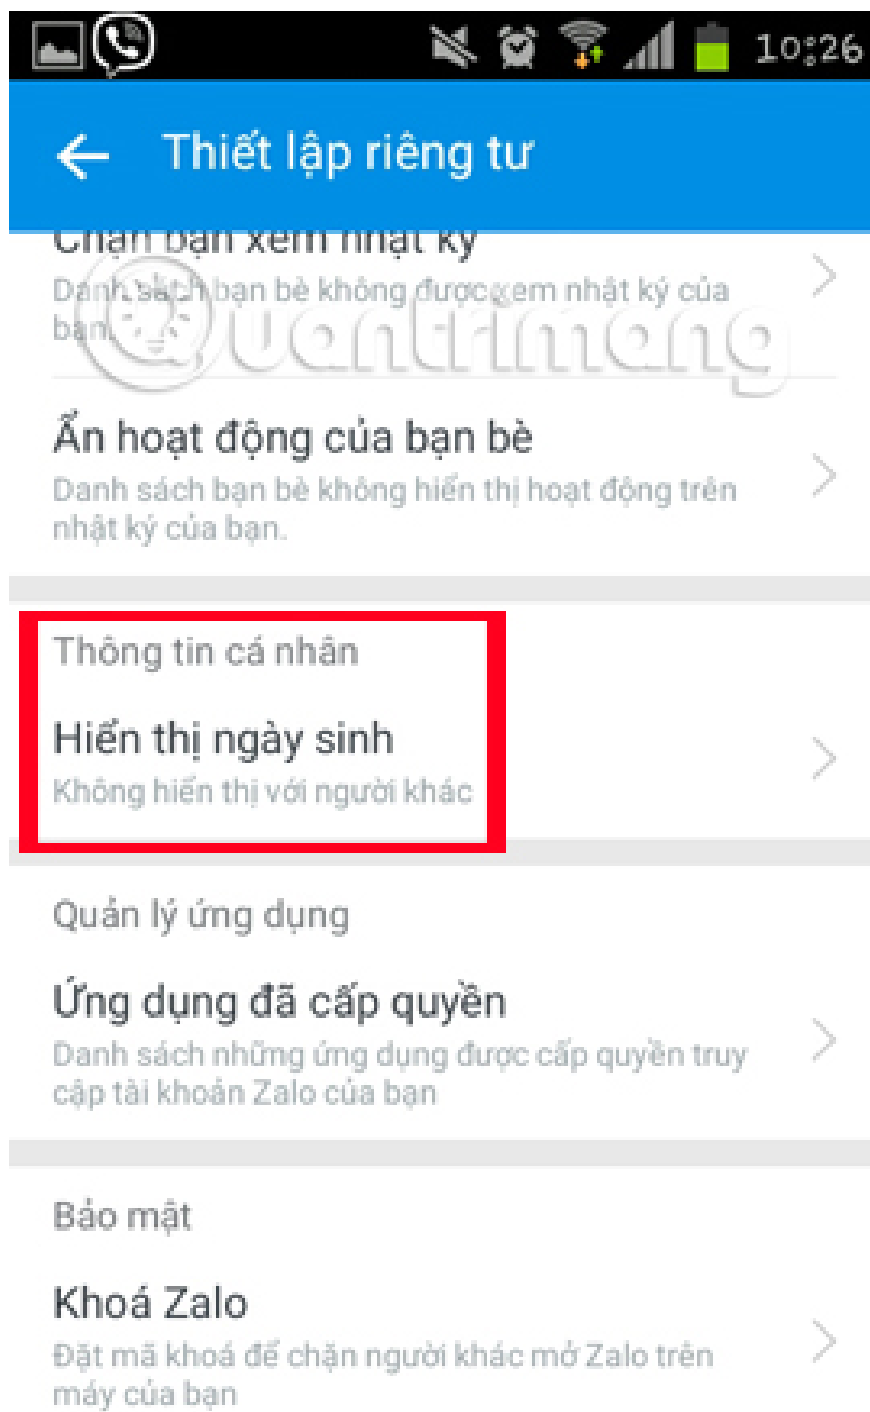 10:26
Thiết lập riêng tư
Chặn bạn xem nhật ký
Danh sách bạn bè không được xem nhật ký của
bạn.
Quantrimang
Ẩn hoạt động của bạn bè
Danh sách bạn bè không hiển thị hoạt động trên
nhật ký của bạn.
Thông tin cá nhân
Hiển thị ngày sinh
Không hiển thị với người khác
Quản lý ứng dụng
Ứng dụng đã cấp quyền
Danh sách những ứng dụng được cấp quyền truy
cập tài khoản Zalo của bạn
Bảo mật
Khoá Zalo
Đặt mã khoá để chặn người khác mở Zalo trên
máy của bạn